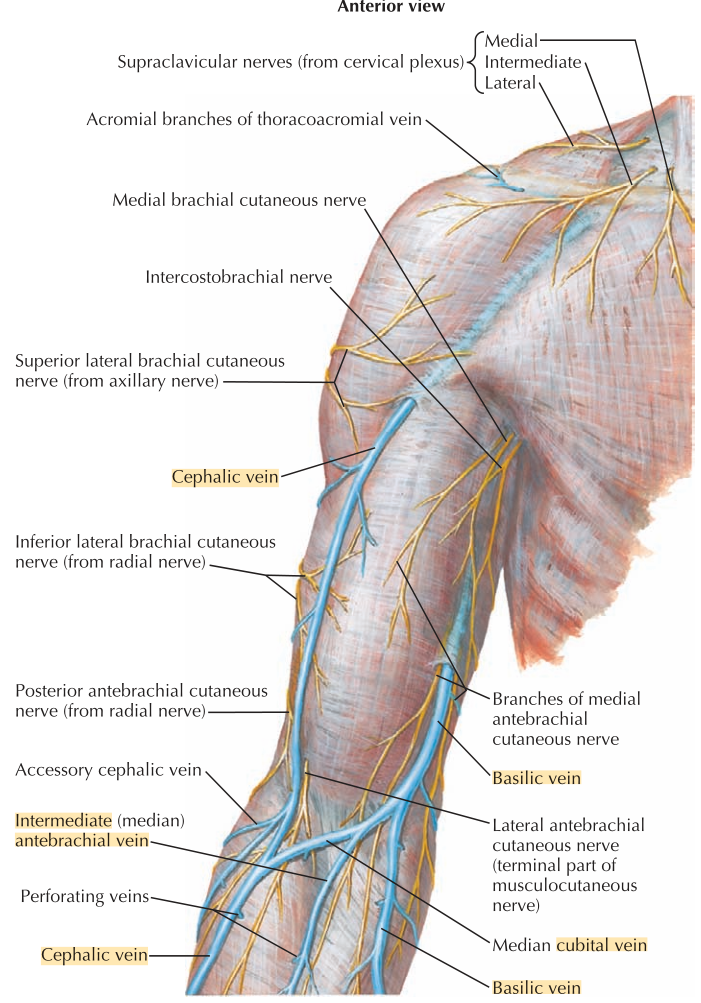 Anterior view
Medial
Supraclavicular nerves (from cervical plexus) Intermediate
Lateral
Acromial branches of thoracoacromial vein
Medial brachial cutaneous nerve
Intercostobrachial nerve
Superior lateral brachial cutaneous
nerve (from axillary nerve)
Cephalic vein
Inferior lateral brachial cutaneous
nerve (from radial nerve)
Posterior antebrachial cutaneous
nerve (from radial nerve)
Branches of medial
antebrachial
cutaneous nerve
Accessory cephalic vein
Basilic vein
Intermediate (median)
antebrachial vein
Lateral antebrachial
cutaneous nerve
(terminal part of
musculocutaneous
nerve)
Perforating veins
Median cubital vein
Cephalic vein
Basilic vein